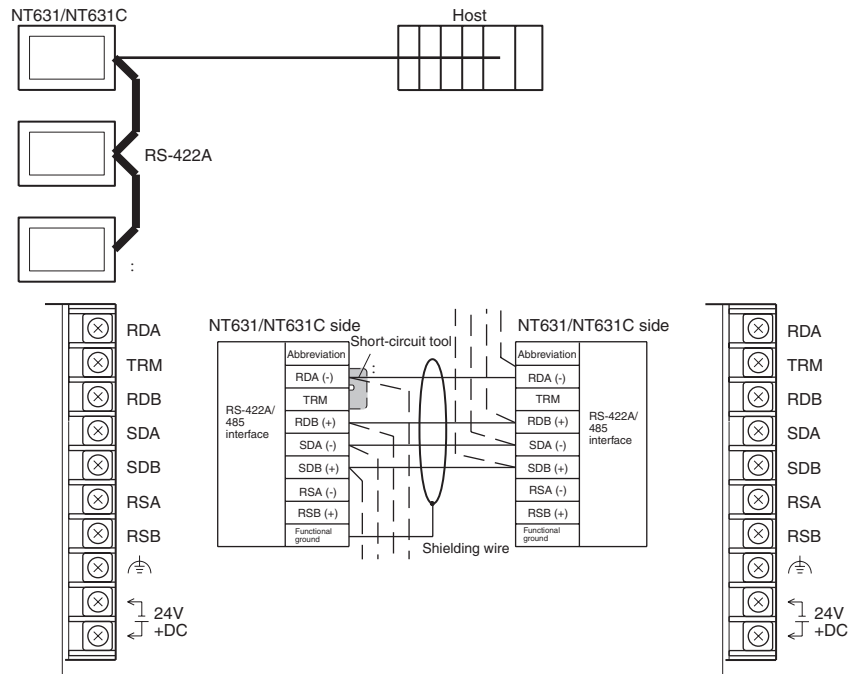 NT631/NT631C
Host
RS-422A
:
RDA
TRM
RDB
SDA
SDB
RSA
RSB
24V
+DC
NT631/NT631C side
Short-circuit tool
:
RS-422A/
485
interface
Abbreviation
RDA (-)
TRM
RDB (+)
SDA (-)
SDB (+)
RSA (-)
RSB (+)
Functional
ground
Shielding wire
NT631/NT631C side
Abbreviation
RDA (-)
TRM
RDB (+)
SDA (-)
SDB (+)
RSA (-)
RSB (+)
Functional
ground
RS-422A/
485
interface
RDA
TRM
RDB
SDA
SDB
RSA
RSB
24V
+DC